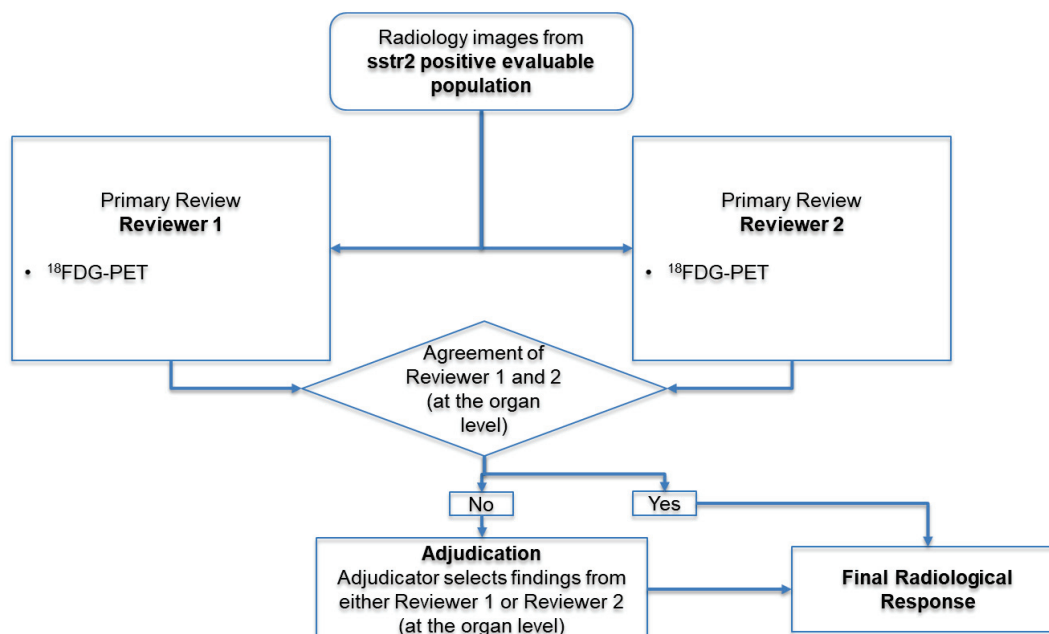 Radiology images from
sstr2 positive evaluable
population
Primary Review
Reviewer 1
• ¹⁸FDG-PET
Primary Review
Reviewer 2
• ¹⁸FDG-PET
Agreement of
Reviewer 1 and 2
(at the organ
level)
No
Yes
Adjudication
Adjudicator selects findings from
either Reviewer 1 or Reviewer 2
(at the organ level)
Final Radiological
Response